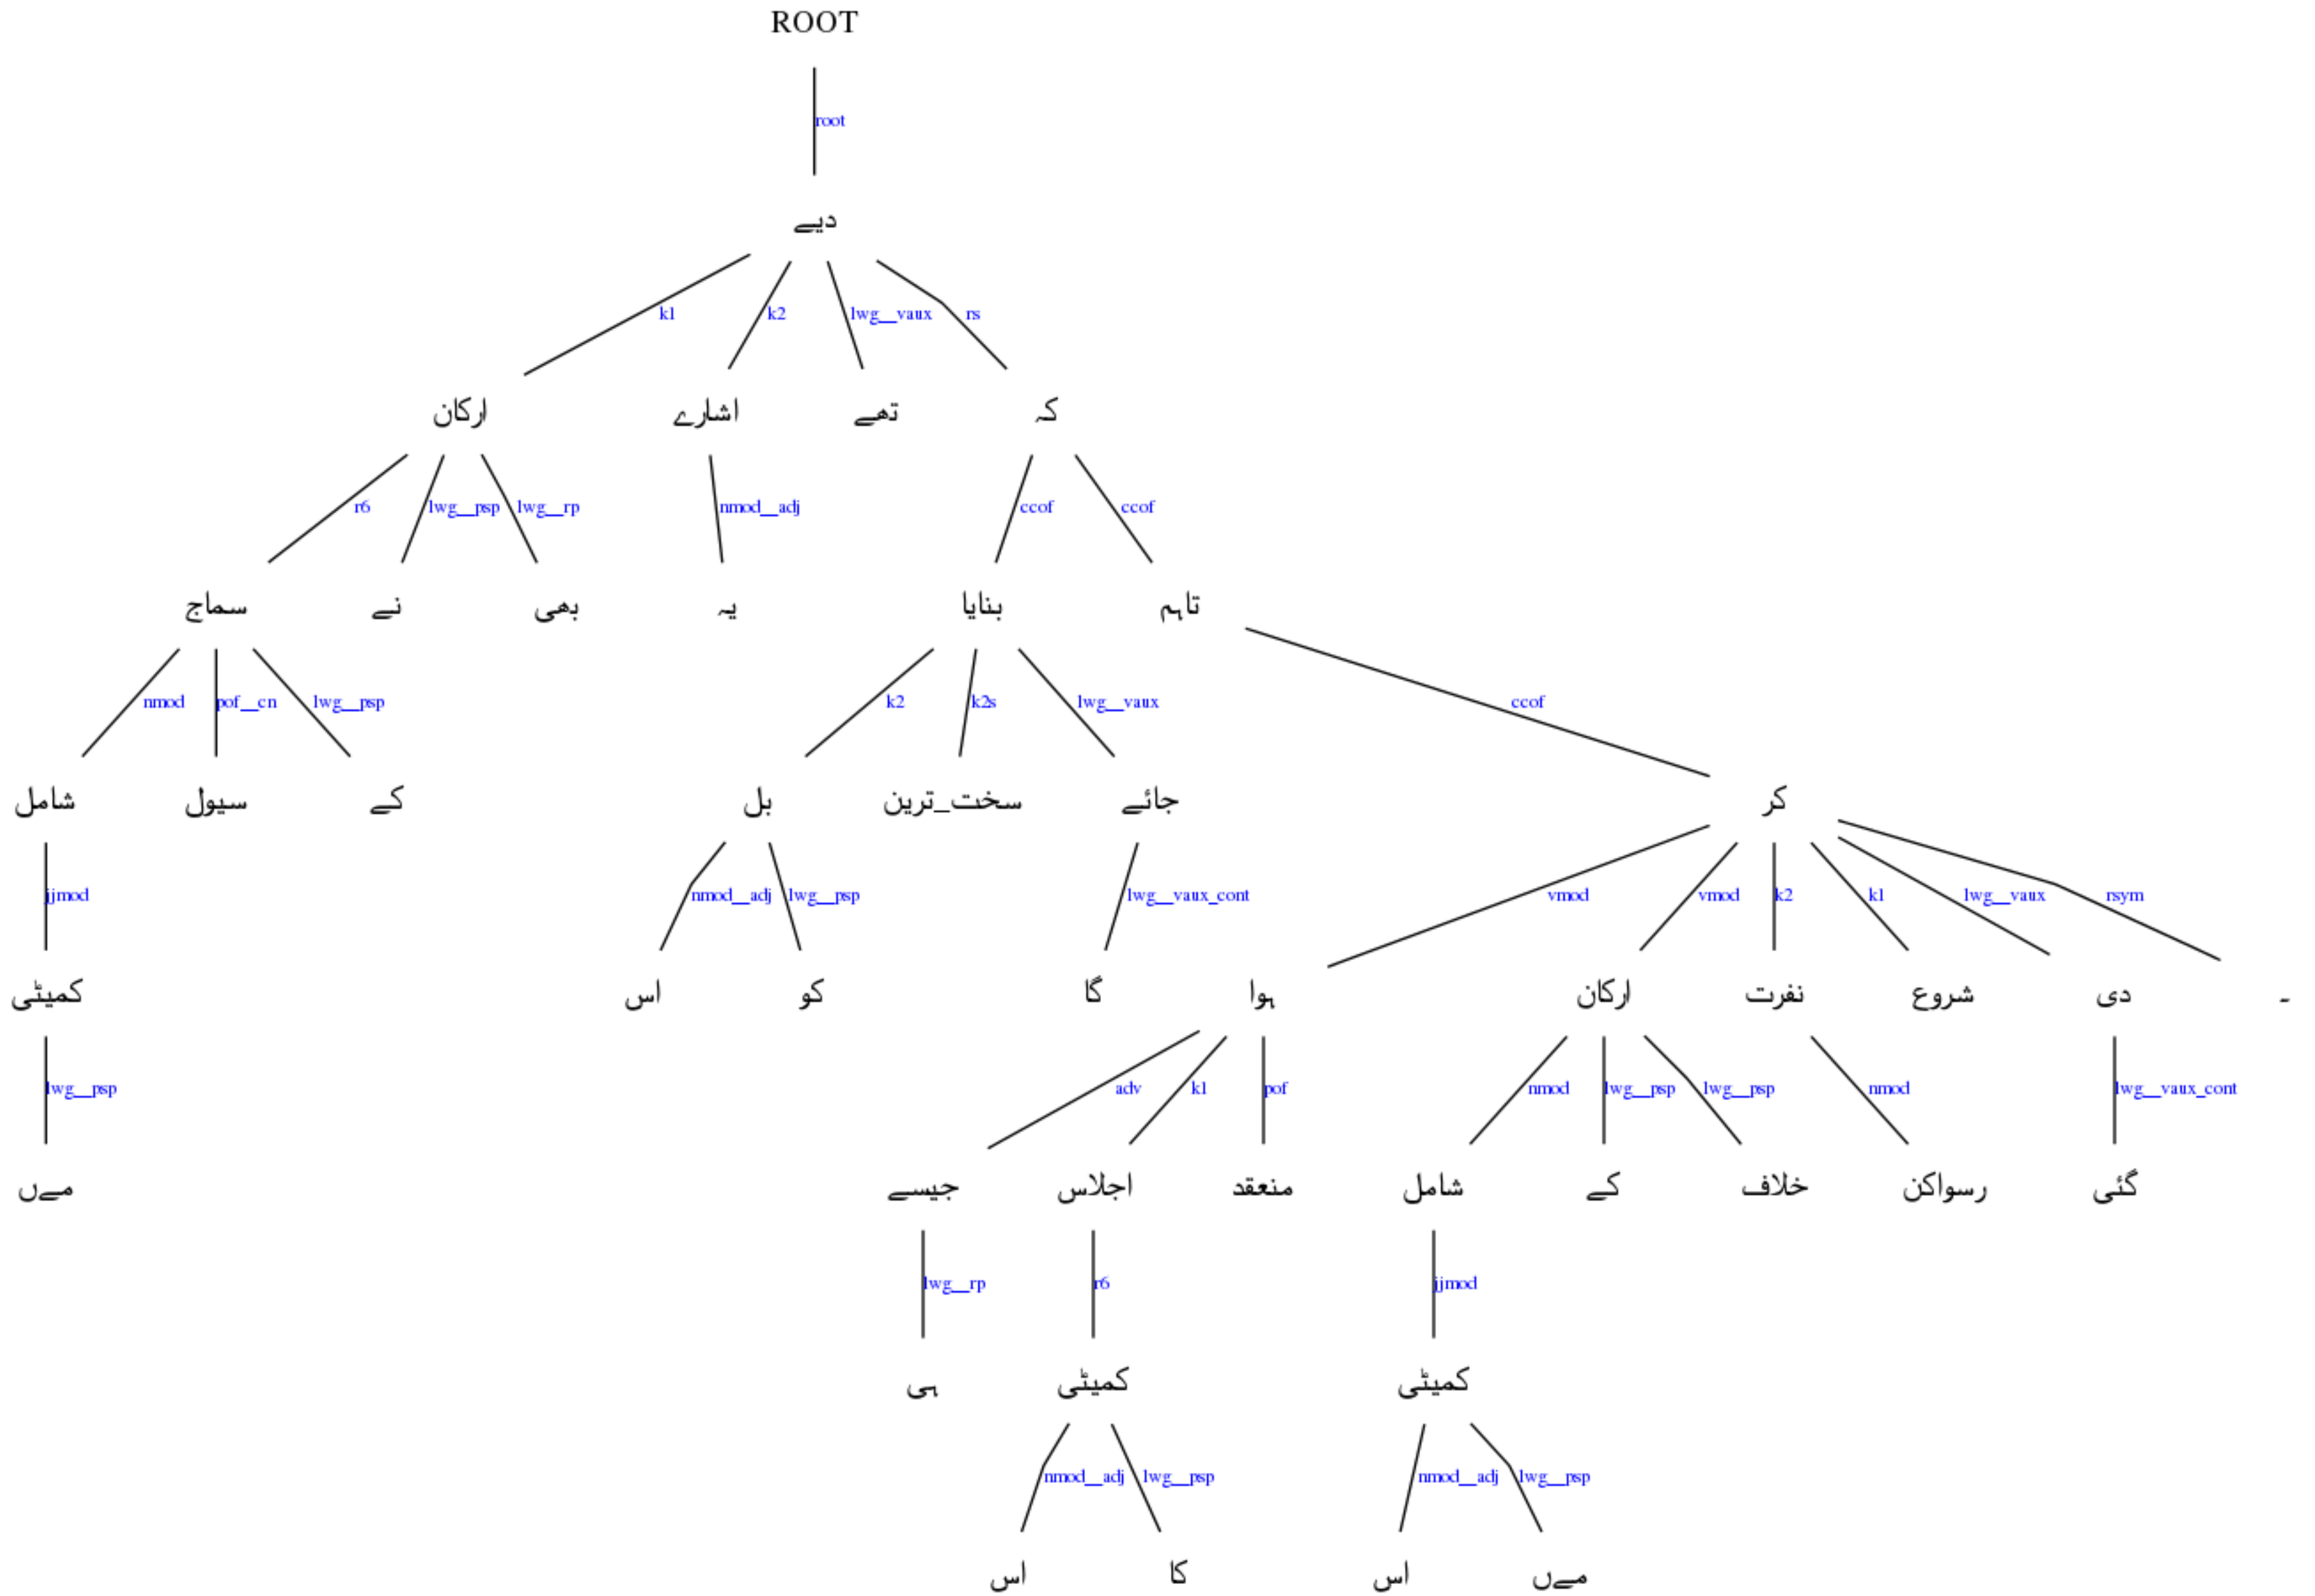 ROOT
root
دیے
k1 k2 lwg__vaux rs
ارکان اشارے تھے کہ
r6 lwg__psp lwg__rp nmod__adj ccof ccof
سماج نے بھی یہ بنایا تاہم
nmod pof__cn lwg__psp k2 k2s lwg__vaux ccof
شامل سیول کے بل سخت_ترین جائے کر
jjmod nmod__adj lwg__psp lwg__vaux_cont vmod vmod k2 k1 lwg__vaux rsym
کمیٹی اس کو گا ہوا ارکان نفرت شروع دی ۔
lwg__psp adv k1 pof nmod lwg__psp lwg__psp nmod lwg__vaux_cont
مےں جیسے اجلاس منعقد شامل کے خلاف رسواکن گئی
lwg__rp r6 jjmod
ہی کمیٹی کمیٹی
nmod__adj lwg__psp nmod__adj lwg__psp
اس کا اس مےں